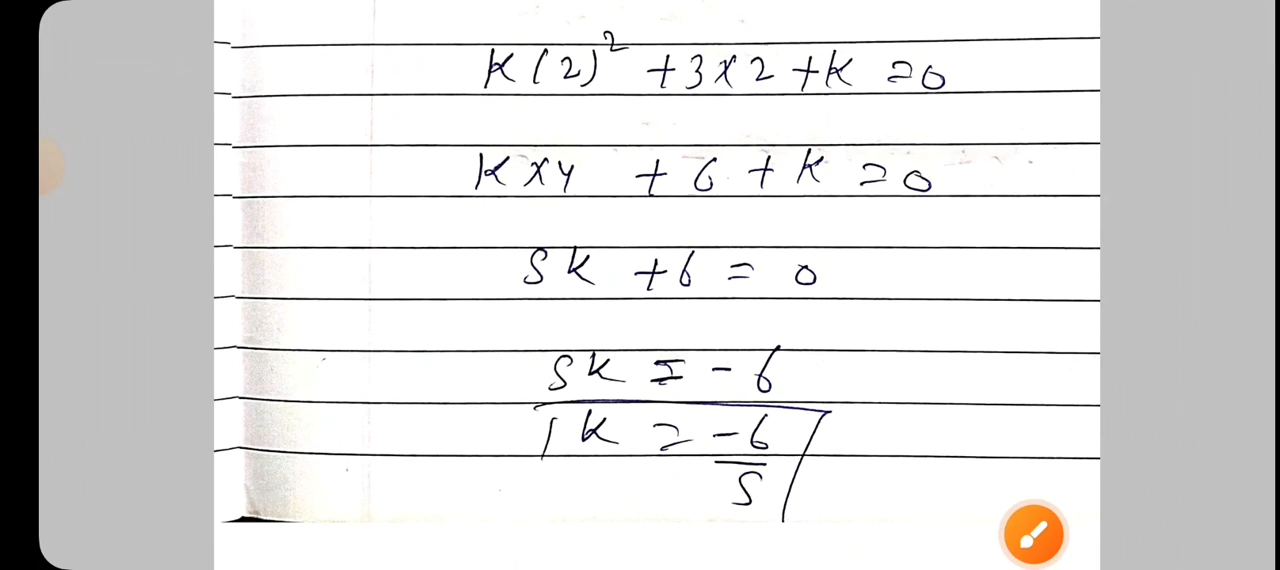 K(2)² +3×2+K =0
K×4 +6+K=0
5K +6 = 0
5K = -6
K = -6/5